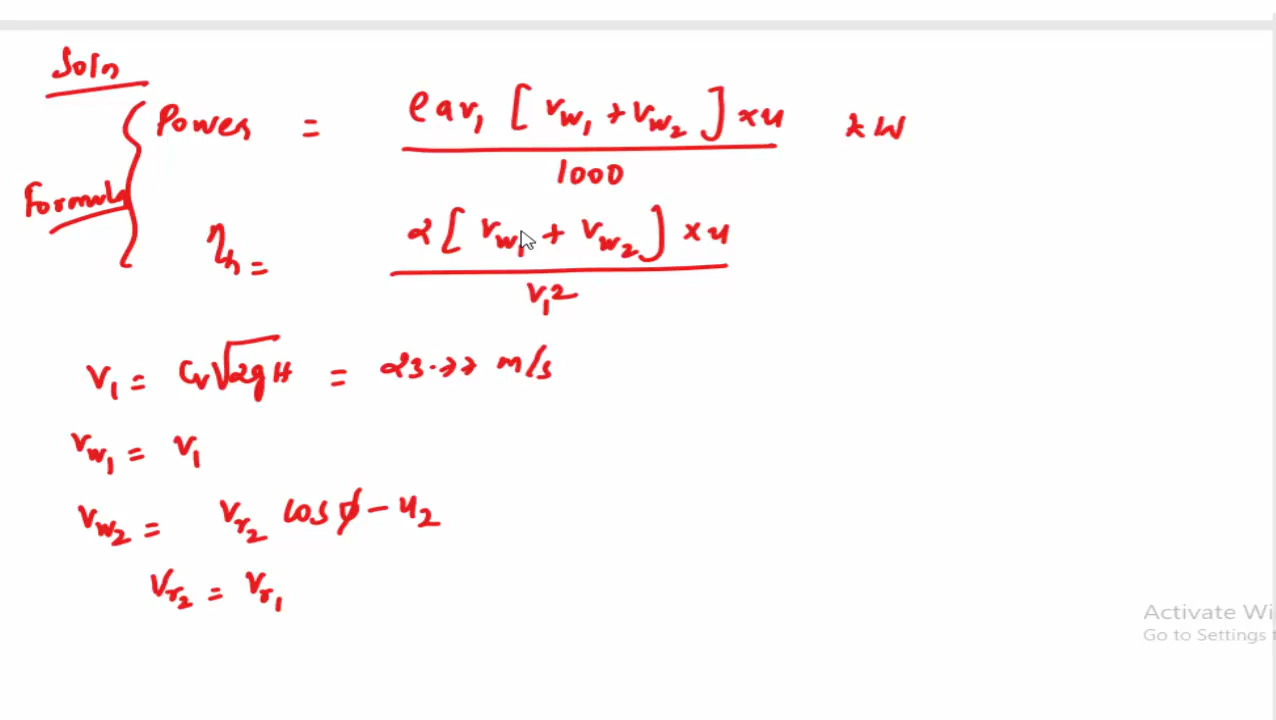 Soln
Power = ρav₁ [Vw₁ + Vw₂] × u / 1000 kW
Formula
ηh = 2[Vw₁ + Vw₂] × u / V₁²
V₁ = Cv√2gH = 23.77 m/s
Vw₁ = V₁
Vw₂ = Vr₂ cos φ - u₂
Vr₂ = Vr₁
Activate Wi
Go to Settings t